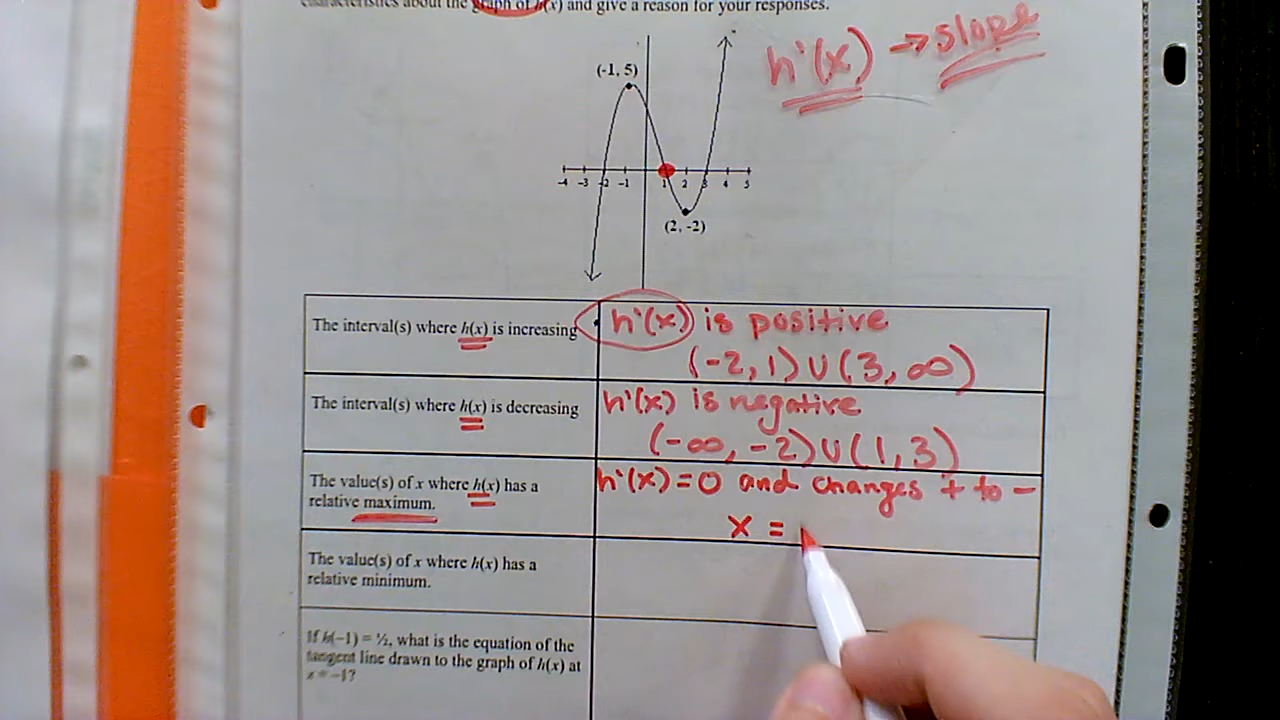 characteristics about the graph of h(x) and give a reason for your responses.
h'(x) → slope
(-1, 5)
-4 -3 -2 -1 1 2 3 4 5
(2, -2)
The interval(s) where h(x) is increasing
h'(x) is positive
(-2, 1) ∪ (3, ∞)
The interval(s) where h(x) is decreasing
h'(x) is negative
(-∞, -2) ∪ (1, 3)
The value(s) of x where h(x) has a
relative maximum.
h'(x) = 0 and changes + to -
x =
The value(s) of x where h(x) has a
relative minimum.
If h(-1) = ½, what is the equation of the
tangent line drawn to the graph of h(x) at
x = -1?